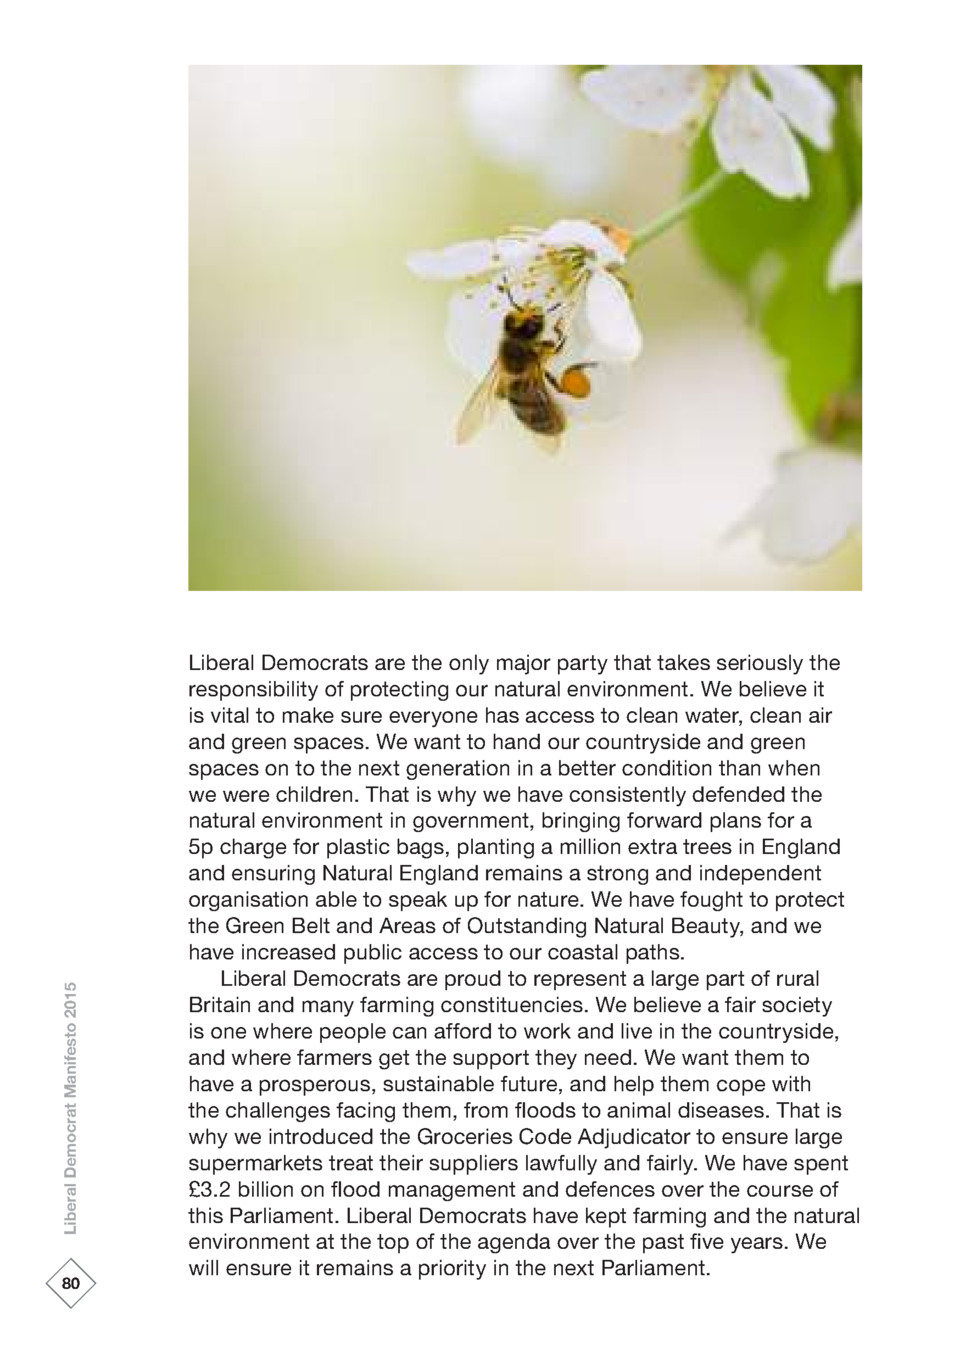 Liberal Democrats are the only major party that takes seriously the
responsibility of protecting our natural environment. We believe it
is vital to make sure everyone has access to clean water, clean air
and green spaces. We want to hand our countryside and green
spaces on to the next generation in a better condition than when
we were children. That is why we have consistently defended the
natural environment in government, bringing forward plans for a
5p charge for plastic bags, planting a million extra trees in England
and ensuring Natural England remains a strong and independent
organisation able to speak up for nature. We have fought to protect
the Green Belt and Areas of Outstanding Natural Beauty, and we
have increased public access to our coastal paths.
Liberal Democrats are proud to represent a large part of rural
Britain and many farming constituencies. We believe a fair society
is one where people can afford to work and live in the countryside,
and where farmers get the support they need. We want them to
have a prosperous, sustainable future, and help them cope with
the challenges facing them, from floods to animal diseases. That is
why we introduced the Groceries Code Adjudicator to ensure large
supermarkets treat their suppliers lawfully and fairly. We have spent
£3.2 billion on flood management and defences over the course of
this Parliament. Liberal Democrats have kept farming and the natural
environment at the top of the agenda over the past five years. We
will ensure it remains a priority in the next Parliament.
Liberal Democrat Manifesto 2015
80